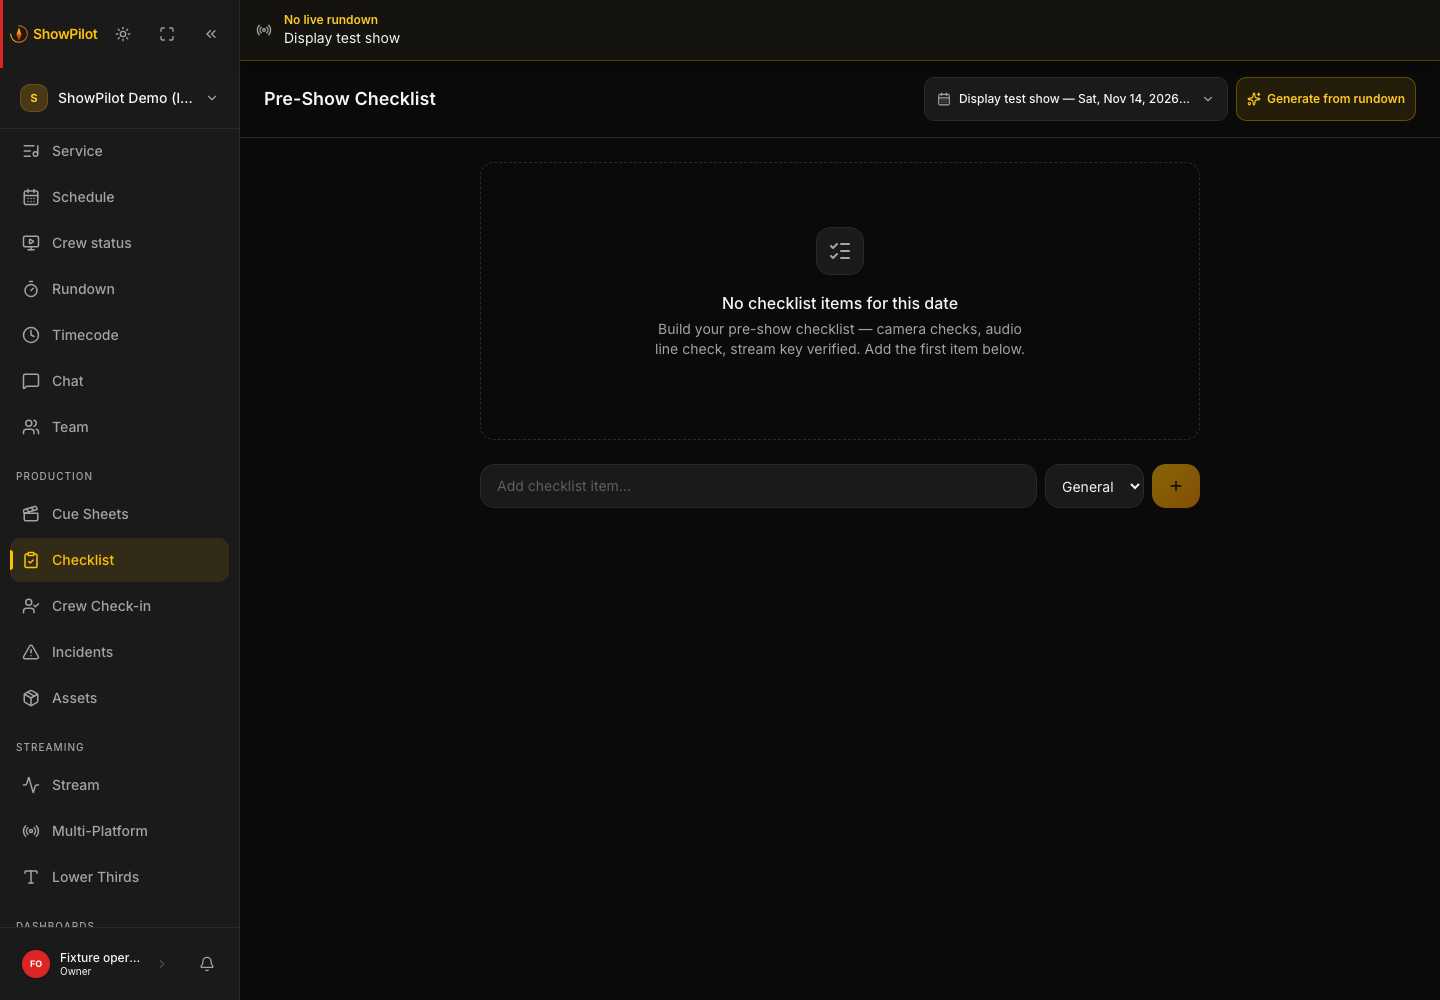 ShowPilot
S
ShowPilot Demo (I...
Service
Schedule
Crew status
Rundown
Timecode
Chat
Team
PRODUCTION
Cue Sheets
Checklist
Crew Check-in
Incidents
Assets
STREAMING
Stream
Multi-Platform
Lower Thirds
DASHBOARDS
FO
Fixture oper...
Owner
No live rundown
Display test show
Pre-Show Checklist
Display test show — Sat, Nov 14, 2026...
Generate from rundown
No checklist items for this date
Build your pre-show checklist — camera checks, audio
line check, stream key verified. Add the first item below.
Add checklist item...
General